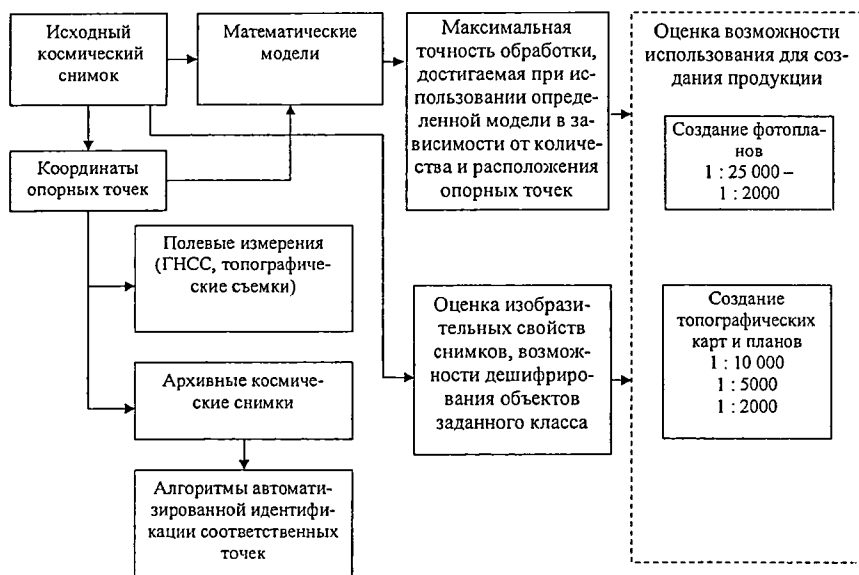 Исходный
космический
снимок
Математические
модели
Максимальная
точность обработки,
достигаемая при ис-
пользовании опреде-
ленной модели в за-
висимости от количе-
ства и расположения
опорных точек
Оценка возможности
использования для соз-
дания продукции
Создание фотопла-
нов
1 : 25 000 –
1 : 2000
Координаты
опорных точек
Полевые измерения
(ГНСС, топографиче-
ские съемки)
Оценка изобрази-
тельных свойств
снимков, возмож-
ности дешифриро-
вания объектов
заданного класса
Создание
топографических
карт и планов
1 : 10 000
1 : 5000
1 : 2000
Архивные космиче-
ские снимки
Алгоритмы автомати-
зированной идентифи-
кации соответственных
точек